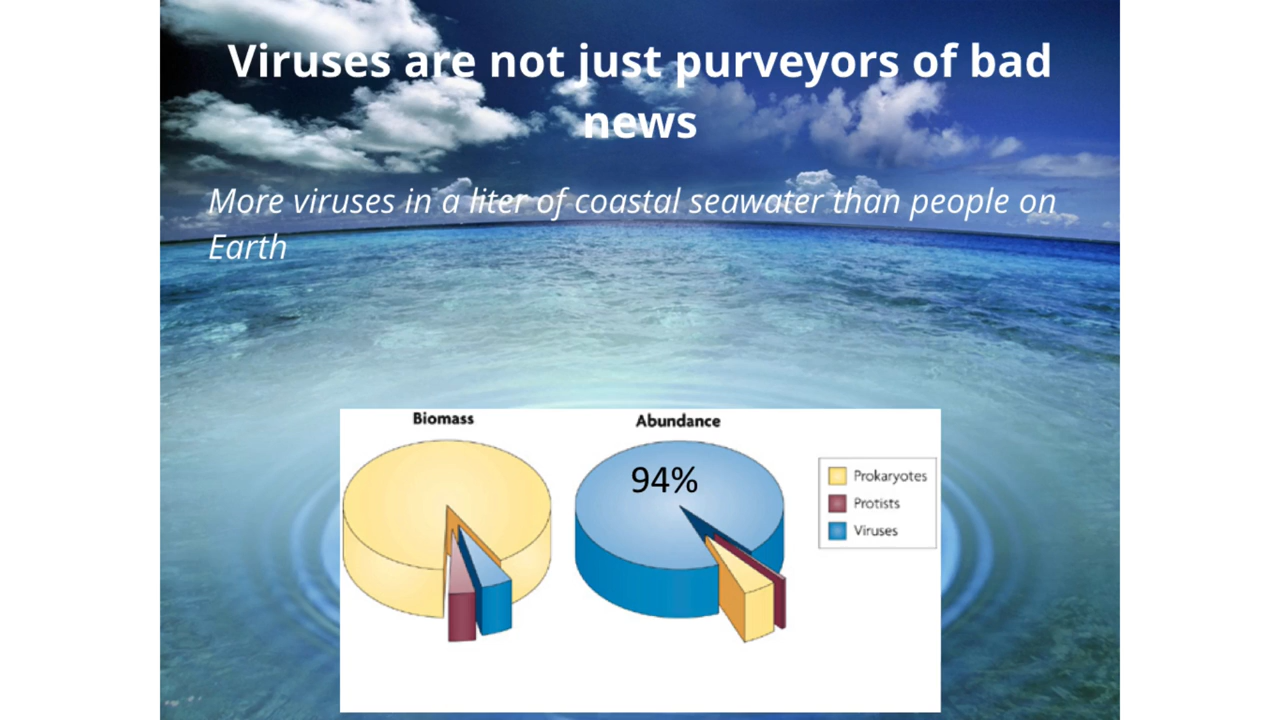 Viruses are not just purveyors of bad
news
More viruses in a liter of coastal seawater than people on
Earth
Biomass
Abundance
94%
Prokaryotes
Protists
Viruses